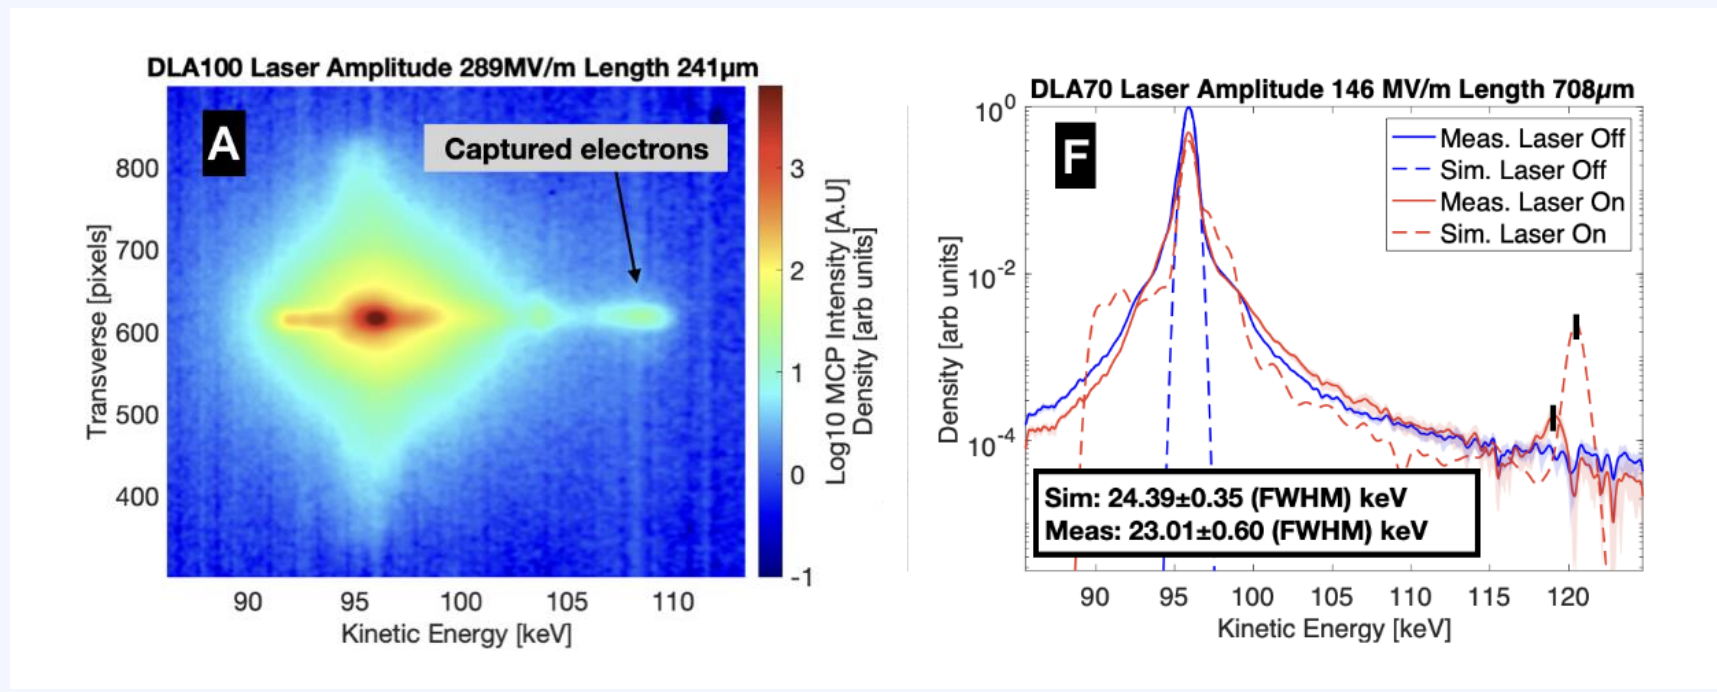 DLA100 Laser Amplitude 289MV/m Length 241µm
A
Captured electrons
800
700
600
500
400
Transverse [pixels]
90 95 100 105 110
Kinetic Energy [keV]
3
2
1
0
-1
Log10 MCP Intensity [A.U]
Density [arb units]
DLA70 Laser Amplitude 146 MV/m Length 708µm
F
Meas. Laser Off
Sim. Laser Off
Meas. Laser On
Sim. Laser On
10^0
10^-2
10^-4
Density [arb units]
Sim: 24.39±0.35 (FWHM) keV
Meas: 23.01±0.60 (FWHM) keV
90 95 100 105 110 115 120
Kinetic Energy [keV]